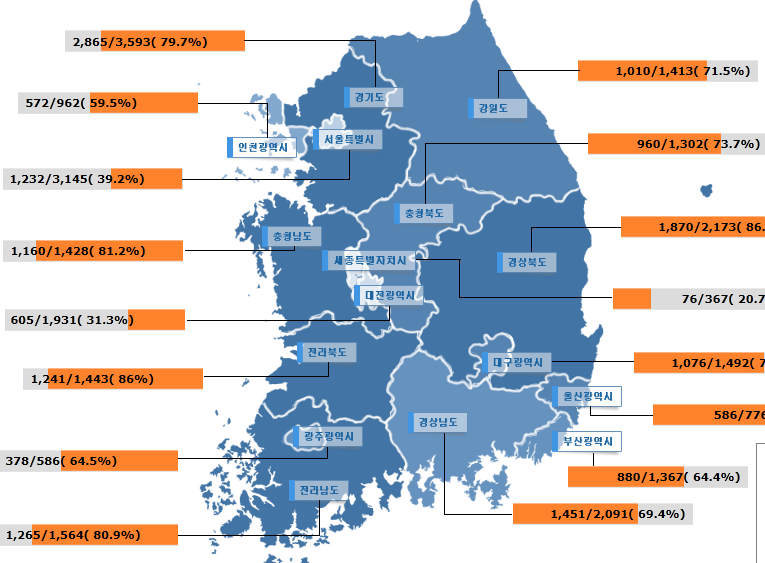 2,865/3,593( 79.7%)
1,010/1,413( 71.5%)
경기도
강원도
572/962( 59.5%)
서울특별시
인천광역시
960/1,302( 73.7%)
1,232/3,145( 39.2%)
충청북도
1,870/2,173( 86.
충청남도
1,160/1,428( 81.2%)
세종특별자치시
경상북도
대전광역시
76/367( 20.7
605/1,931( 31.3%)
전라북도
대구광역시
1,076/1,492( 7
1,241/1,443( 86%)
울산광역시
586/776
경상남도
광주광역시
부산광역시
378/586( 64.5%)
880/1,367( 64.4%)
전라남도
1,451/2,091( 69.4%)
1,265/1,564( 80.9%)